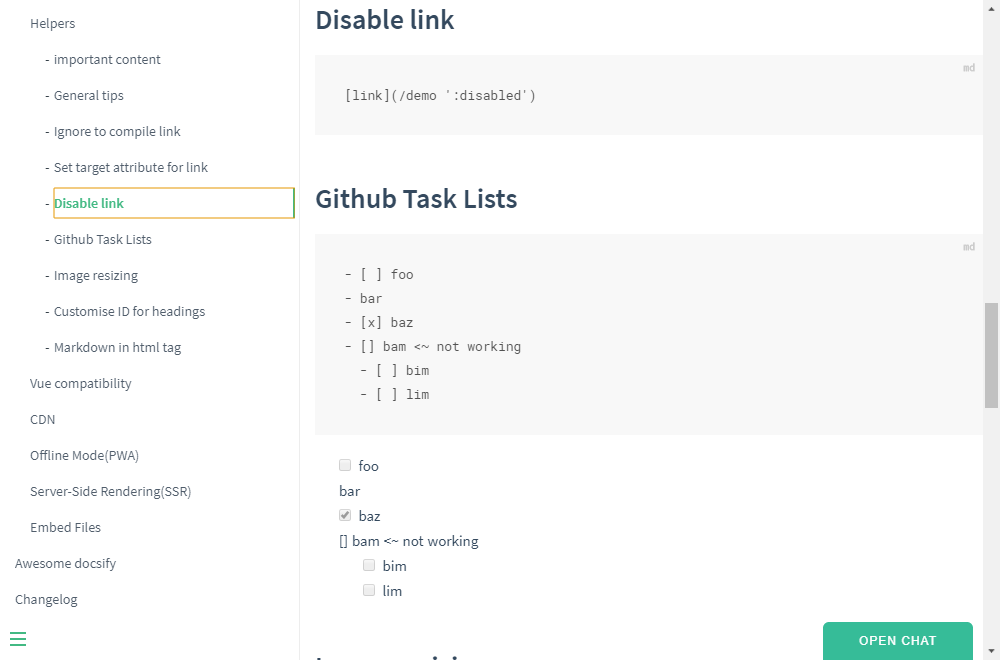 Helpers
- important content
- General tips
- Ignore to compile link
- Set target attribute for link
- Disable link
- Github Task Lists
- Image resizing
- Customise ID for headings
- Markdown in html tag
Vue compatibility
CDN
Offline Mode(PWA)
Server-Side Rendering(SSR)
Embed Files
Awesome docsify
Changelog
Disable link
md
[link](/demo ':disabled')
Github Task Lists
md
- [ ] foo
- bar
- [x] baz
- [] bam <~ not working
  - [ ] bim
  - [ ] lim
foo
bar
baz
[] bam <~ not working
bim
lim
OPEN CHAT